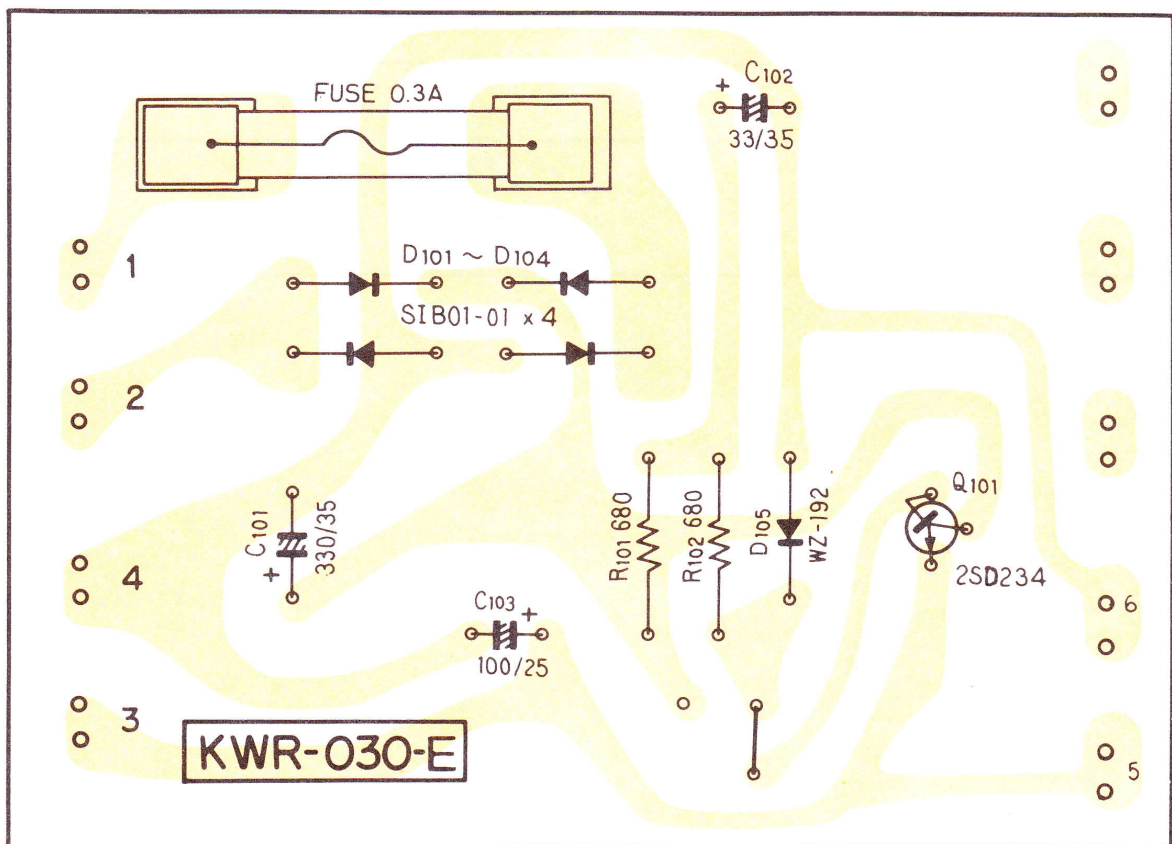 FUSE 0.3A
+ C102
33/35
1
D101 ~ D104
SIB01-01 x 4
2
C101
330/35
+
R101 680
R102 680
D105
WZ-192
Q101
2SD234
4
C103 +
100/25
6
3
KWR-030-E
5